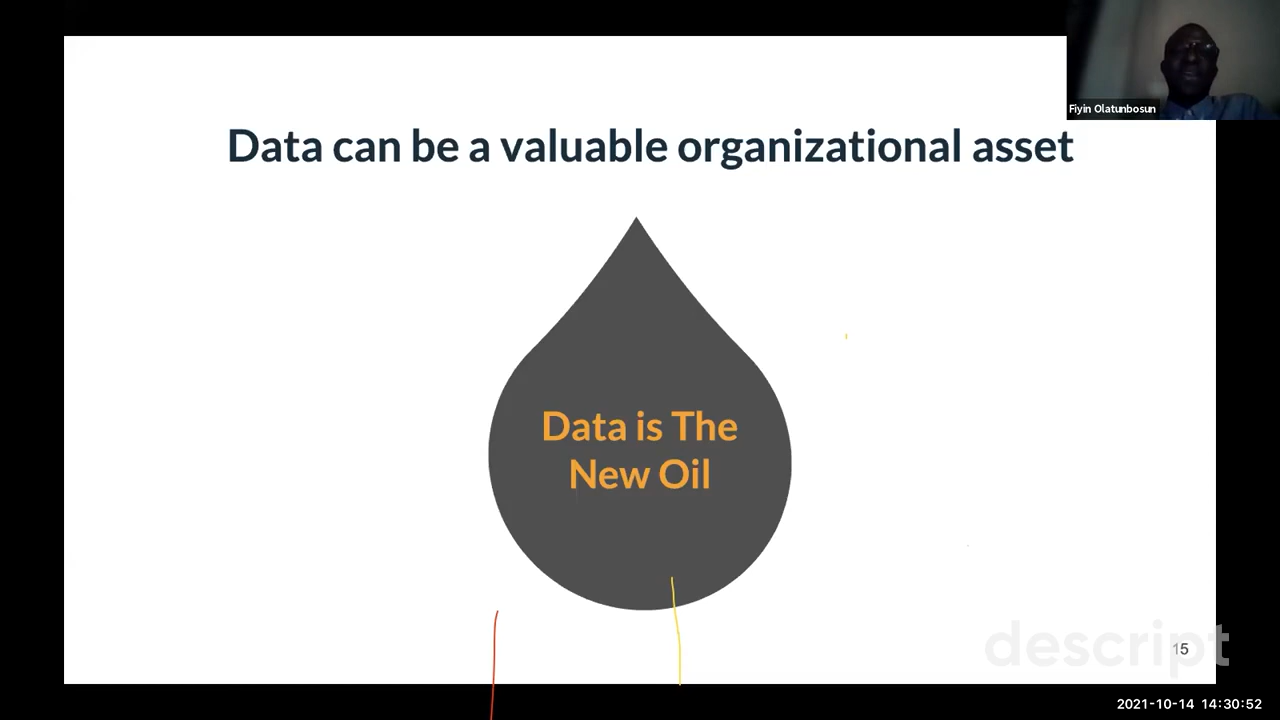 Fiyin Olatunbosun
Data can be a valuable organizational asset
Data is The
New Oil
descript
15
2021-10-14 14:30:52